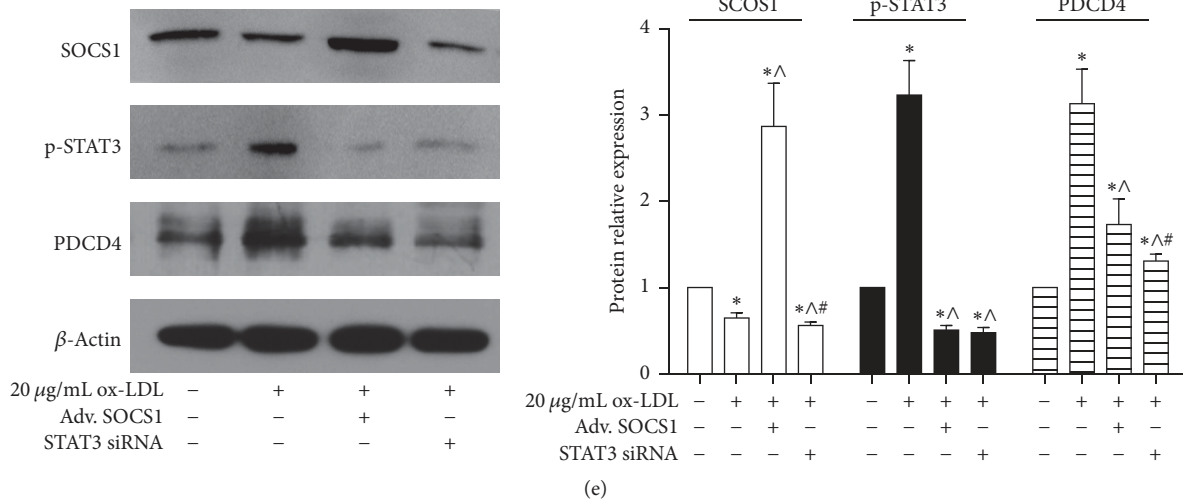 SOCS1
p-STAT3
PDCD4
β-Actin
20 μg/mL ox-LDL − + + +
Adv. SOCS1 − − + −
STAT3 siRNA − − − +
SCOS1 p-STAT3 PDCD4
Protein relative expression
4
3
2
1
0
* *^ *^#
* *^ *^
* *^ *^#
20 μg/mL ox-LDL − + + + − + + + − + + +
Adv. SOCS1 − − + − − − + − − − + −
STAT3 siRNA − − − + − − − + − − − +
(e)